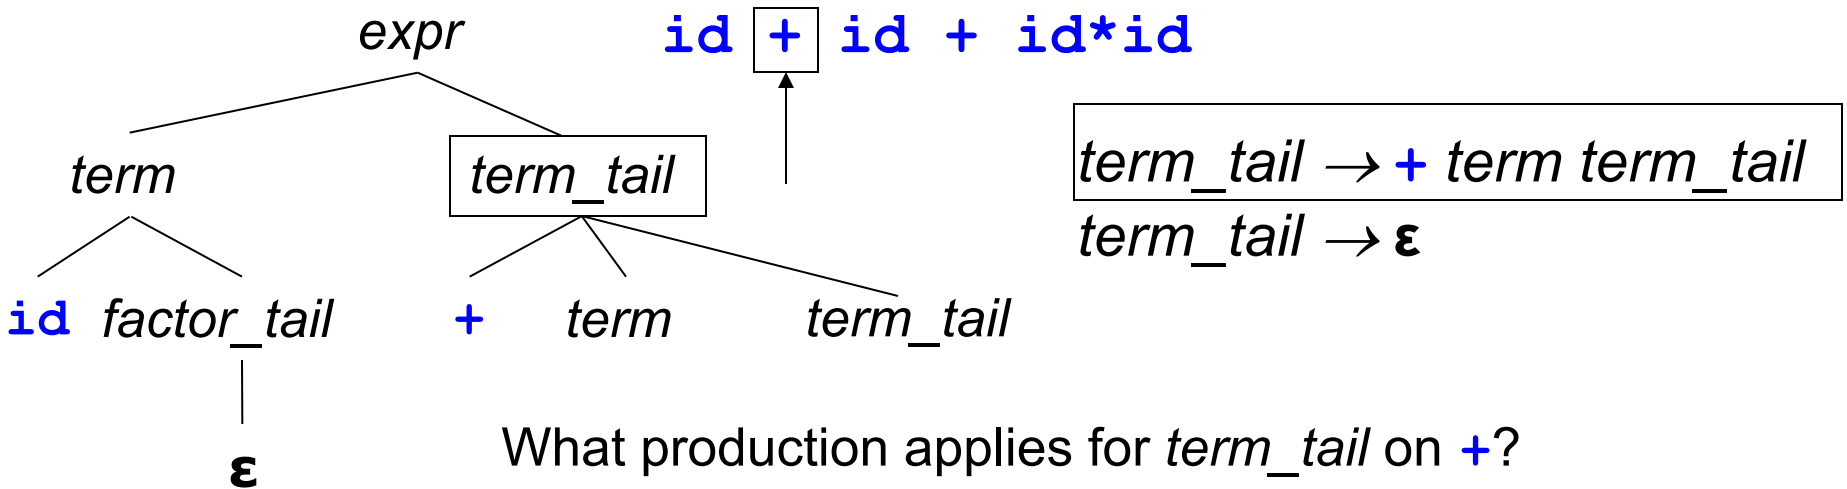 expr id + id + id*id
term term_tail term_tail → + term term_tail
term_tail → ε
id factor_tail + term term_tail
ε What production applies for term_tail on +?